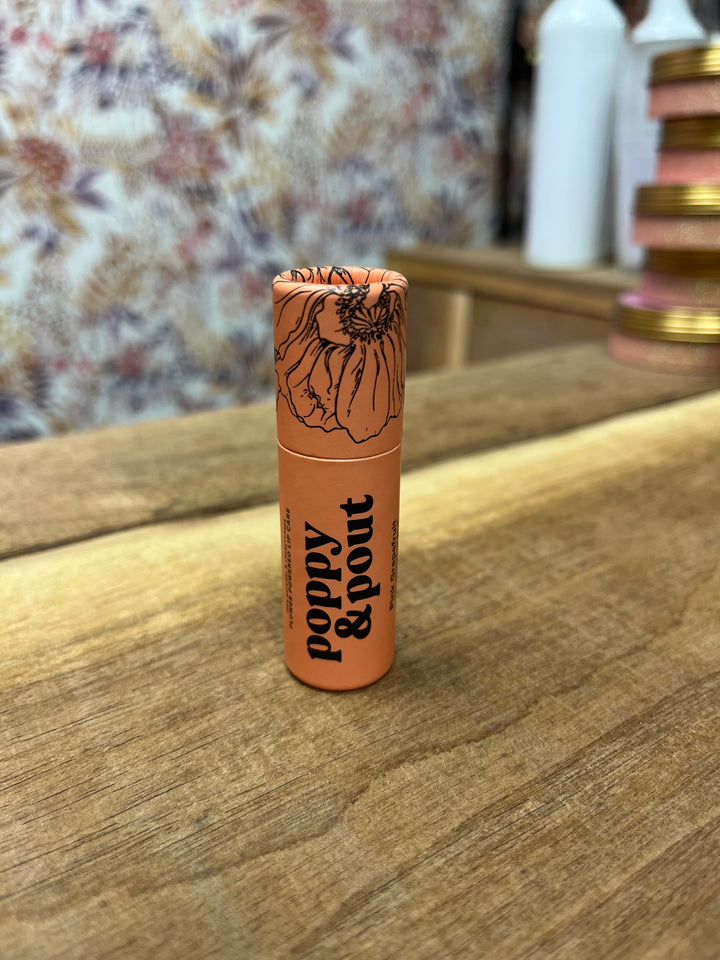 FLOWER POWERED LIP CARE
poppy
& pout
Pink Grapefruit